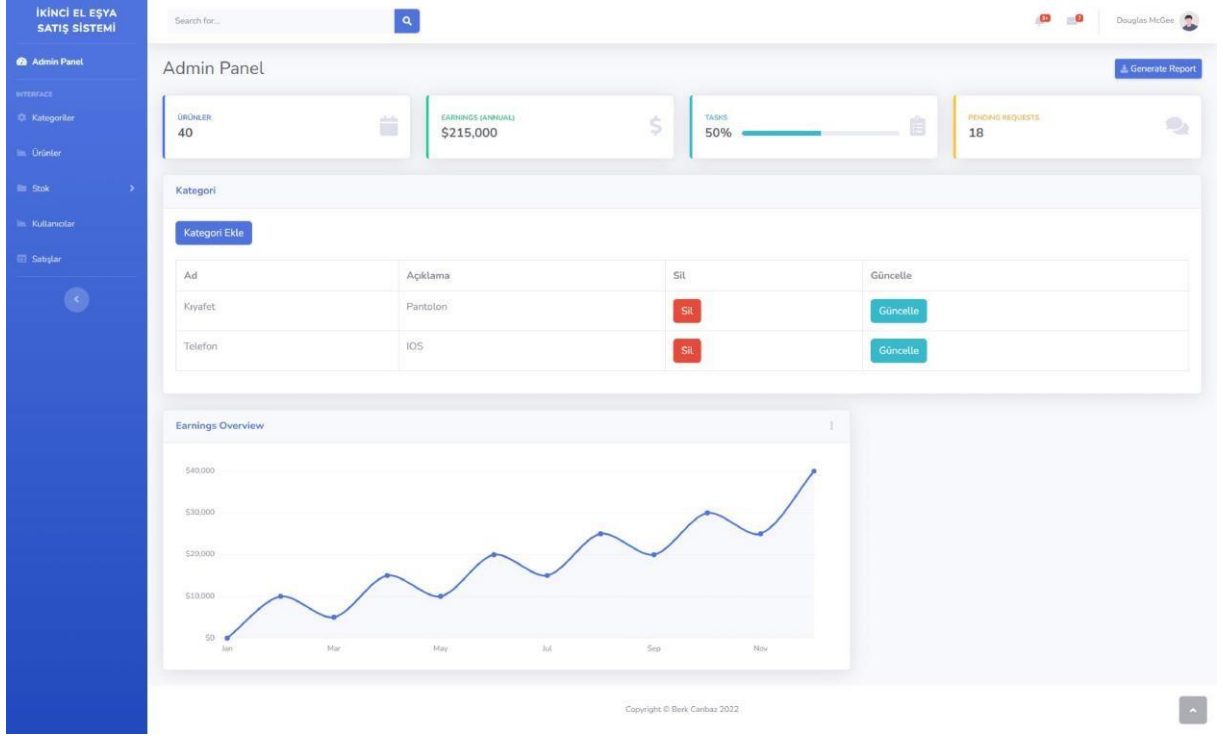 İKİNCİ EL EŞYA
SATIŞ SİSTEMİ
Search for...
3+
7
Douglas McGee
Admin Panel
INTERFACE
Kategoriler
Ürünler
Stok
Kullanıcılar
Satışlar
Admin Panel
Generate Report
ÜRÜNLER
40
EARNINGS (ANNUAL)
$215,000
TASKS
50%
PENDING REQUESTS
18
Kategori
Kategori Ekle
Ad Açıklama Sil Güncelle
Kıyafet Pantolon Sil Güncelle
Telefon IOS Sil Güncelle
Earnings Overview
$40,000
$30,000
$20,000
$10,000
$0
Jan Mar May Jul Sep Nov
Copyright © Berk Canbaz 2022